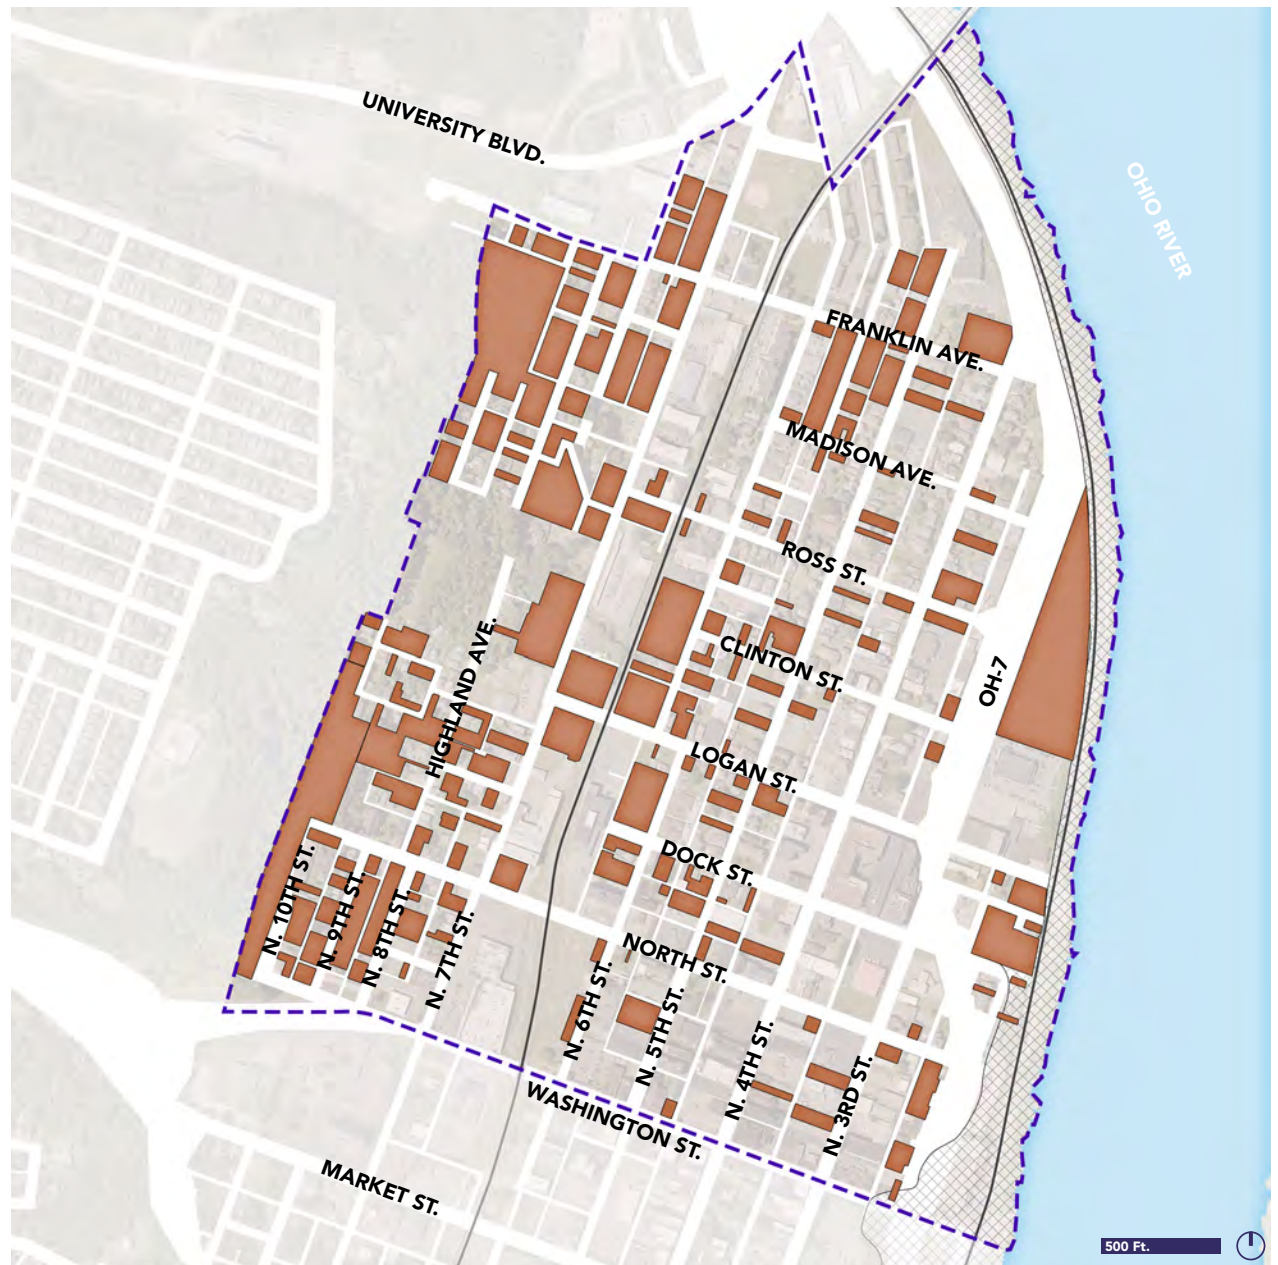 UNIVERSITY BLVD.
OHIO RIVER
FRANKLIN AVE.
MADISON AVE.
ROSS ST.
CLINTON ST.
HIGHLAND AVE.
OH-7
LOGAN ST.
DOCK ST.
N. 10TH ST.
N. 9TH ST.
N. 8TH ST.
N. 7TH ST.
NORTH ST.
N. 6TH ST.
N. 5TH ST.
N. 4TH ST.
N. 3RD ST.
WASHINGTON ST.
MARKET ST.
500 Ft.